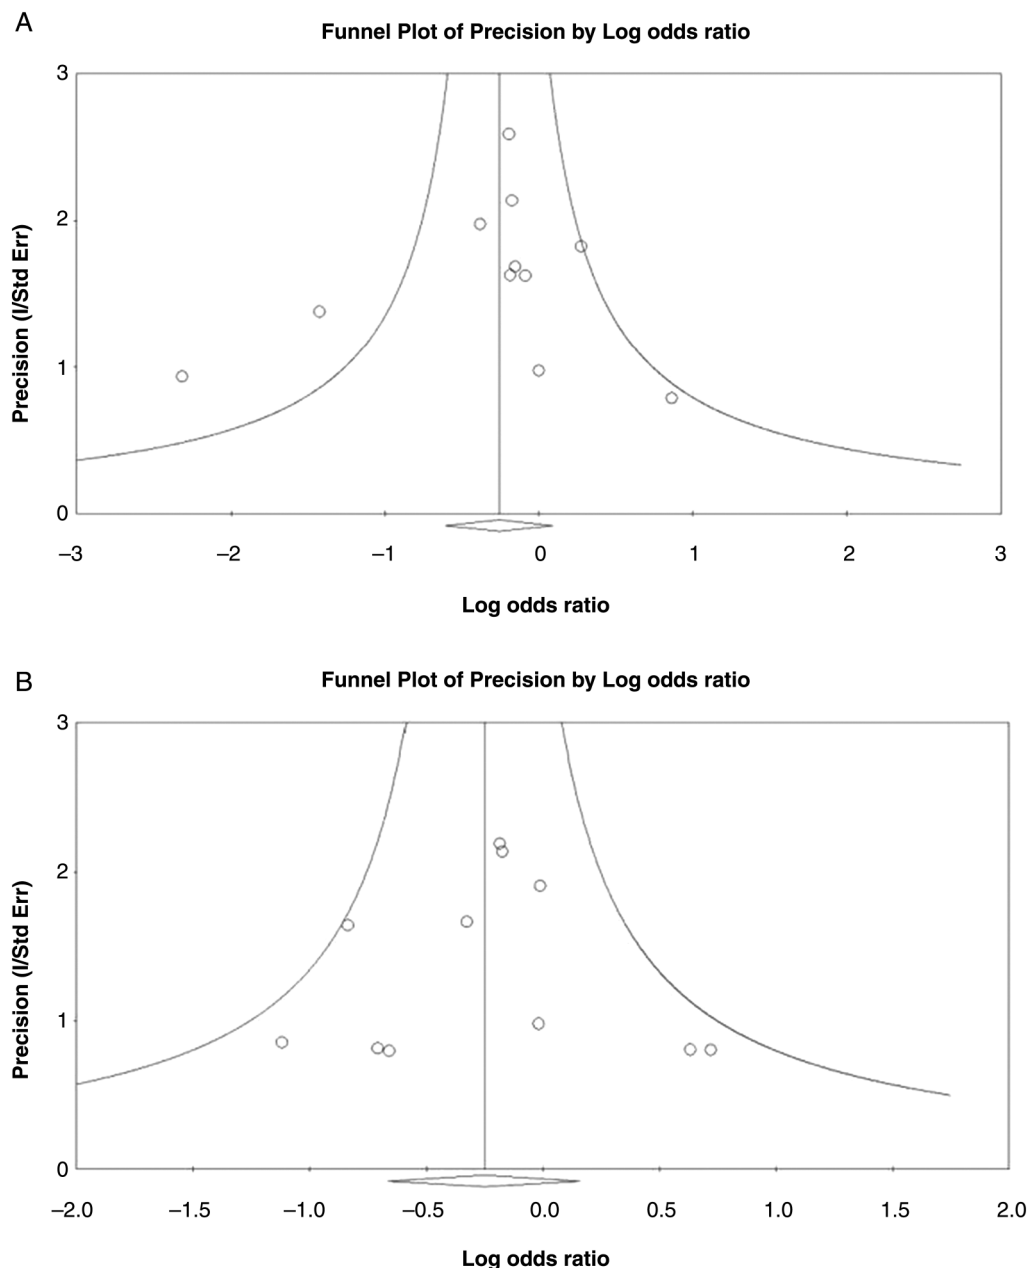 A
Funnel Plot of Precision by Log odds ratio
3
2
1
0
Precision (I/Std Err)
–3 –2 –1 0 1 2 3
Log odds ratio
B
Funnel Plot of Precision by Log odds ratio
3
2
1
0
Precision (I/Std Err)
–2.0 –1.5 –1.0 –0.5 0.0 0.5 1.0 1.5 2.0
Log odds ratio